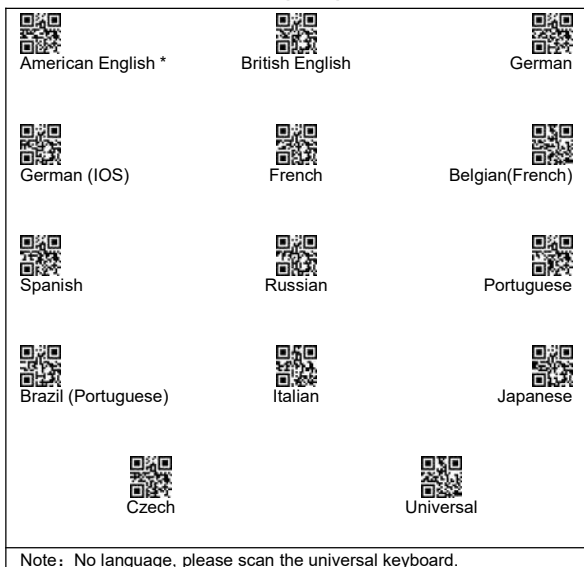 American English * British English German
German (IOS) French Belgian(French)
Spanish Russian Portuguese
Brazil (Portuguese) Italian Japanese
Czech Universal
Note：No language, please scan the universal keyboard.